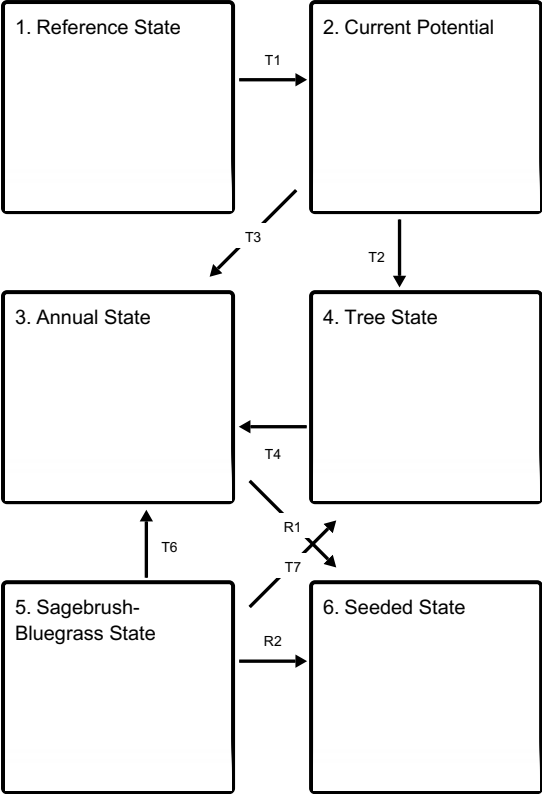 1. Reference State
2. Current Potential
T1
T3
T2
3. Annual State
4. Tree State
T4
R1
T6
T7
5. Sagebrush-
Bluegrass State
6. Seeded State
R2